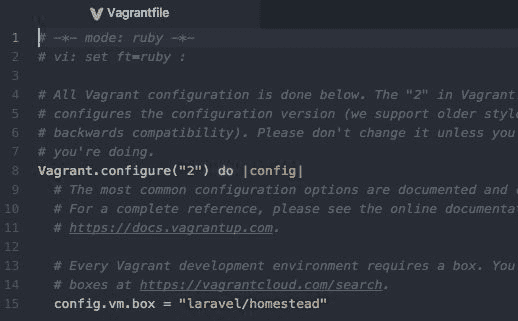 Vagrantfile
1 # -*- mode: ruby -*-
2 # vi: set ft=ruby :
3
4 # All Vagrant configuration is done below. The "2" in Vagrant
5 # configures the configuration version (we support older style
6 # backwards compatibility). Please don't change it unless you
7 # you're doing.
8 Vagrant.configure("2") do |config|
9 # The most common configuration options are documented and
10 # For a complete reference, please see the online
11 # https://docs.vagrantup.com.
12
13 # Every Vagrant development environment requires a box. You
14 # boxes at https://vagrantcloud.com/search.
15 config.vm.box = "laravel/homestead"